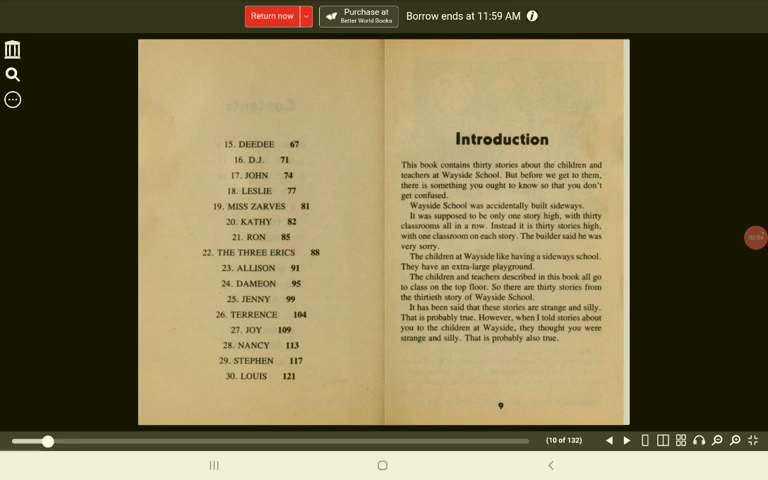 Return now
Purchase at
Better World Books
Borrow ends at 11:59 AM
Contents
15. DEEDEE 67
16. D.J. 71
17. JOHN 74
18. LESLIE 77
19. MISS ZARVES 81
20. KATHY 82
21. RON 85
22. THE THREE ERICS 88
23. ALLISON 91
24. DAMEON 95
25. JENNY 99
26. TERRENCE 104
27. JOY 109
28. NANCY 113
29. STEPHEN 117
30. LOUIS 121
Introduction
This book contains thirty stories about the children and
teachers at Wayside School. But before we get to them,
there is something you ought to know so that you don't
get confused.
Wayside School was accidentally built sideways.
It was supposed to be only one story high, with thirty
classrooms all in a row. Instead it is thirty stories high,
with one classroom on each story. The builder said he was
very sorry.
The children at Wayside like having a sideways school.
They have an extra-large playground.
The children and teachers described in this book all go
to class on the top floor. So there are thirty stories from
the thirtieth story of Wayside School.
It has been said that these stories are strange and silly.
That is probably true. However, when I told stories about
you to the children at Wayside, they thought you were
strange and silly. That is probably also true.
9
00:54
(10 of 132)